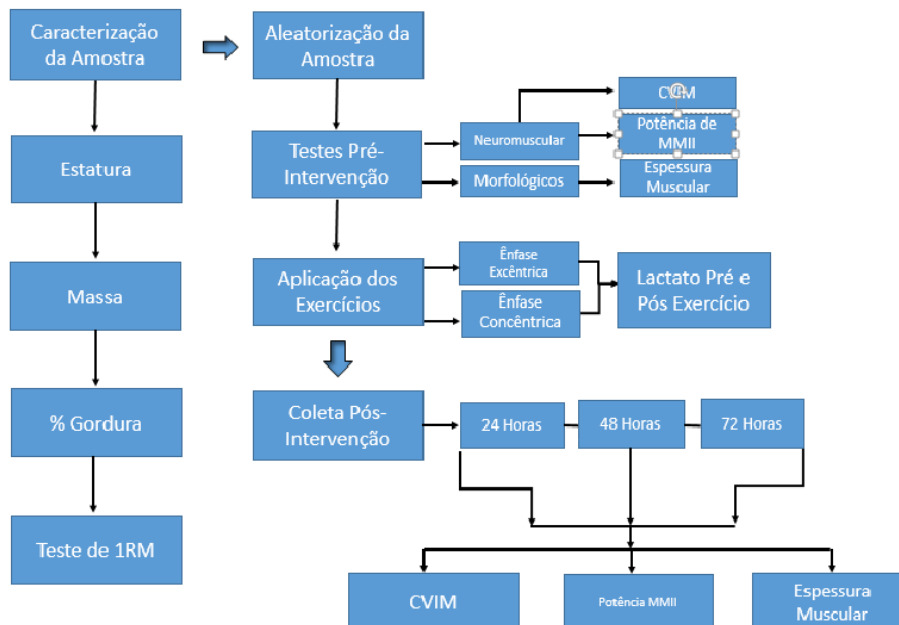 Caracterização
da Amostra
Estatura
Massa
% Gordura
Teste de 1RM
Aleatorização da
Amostra
Testes Pré-
Intervenção
Neuromuscular
Morfológicos
CVIM
Potência de
MMII
Espessura
Muscular
Aplicação dos
Exercícios
Ênfase
Excêntrica
Ênfase
Concêntrica
Lactato Pré e
Pós Exercício
Coleta Pós-
Intervenção
24 Horas
48 Horas
72 Horas
CVIM
Potência MMII
Espessura
Muscular